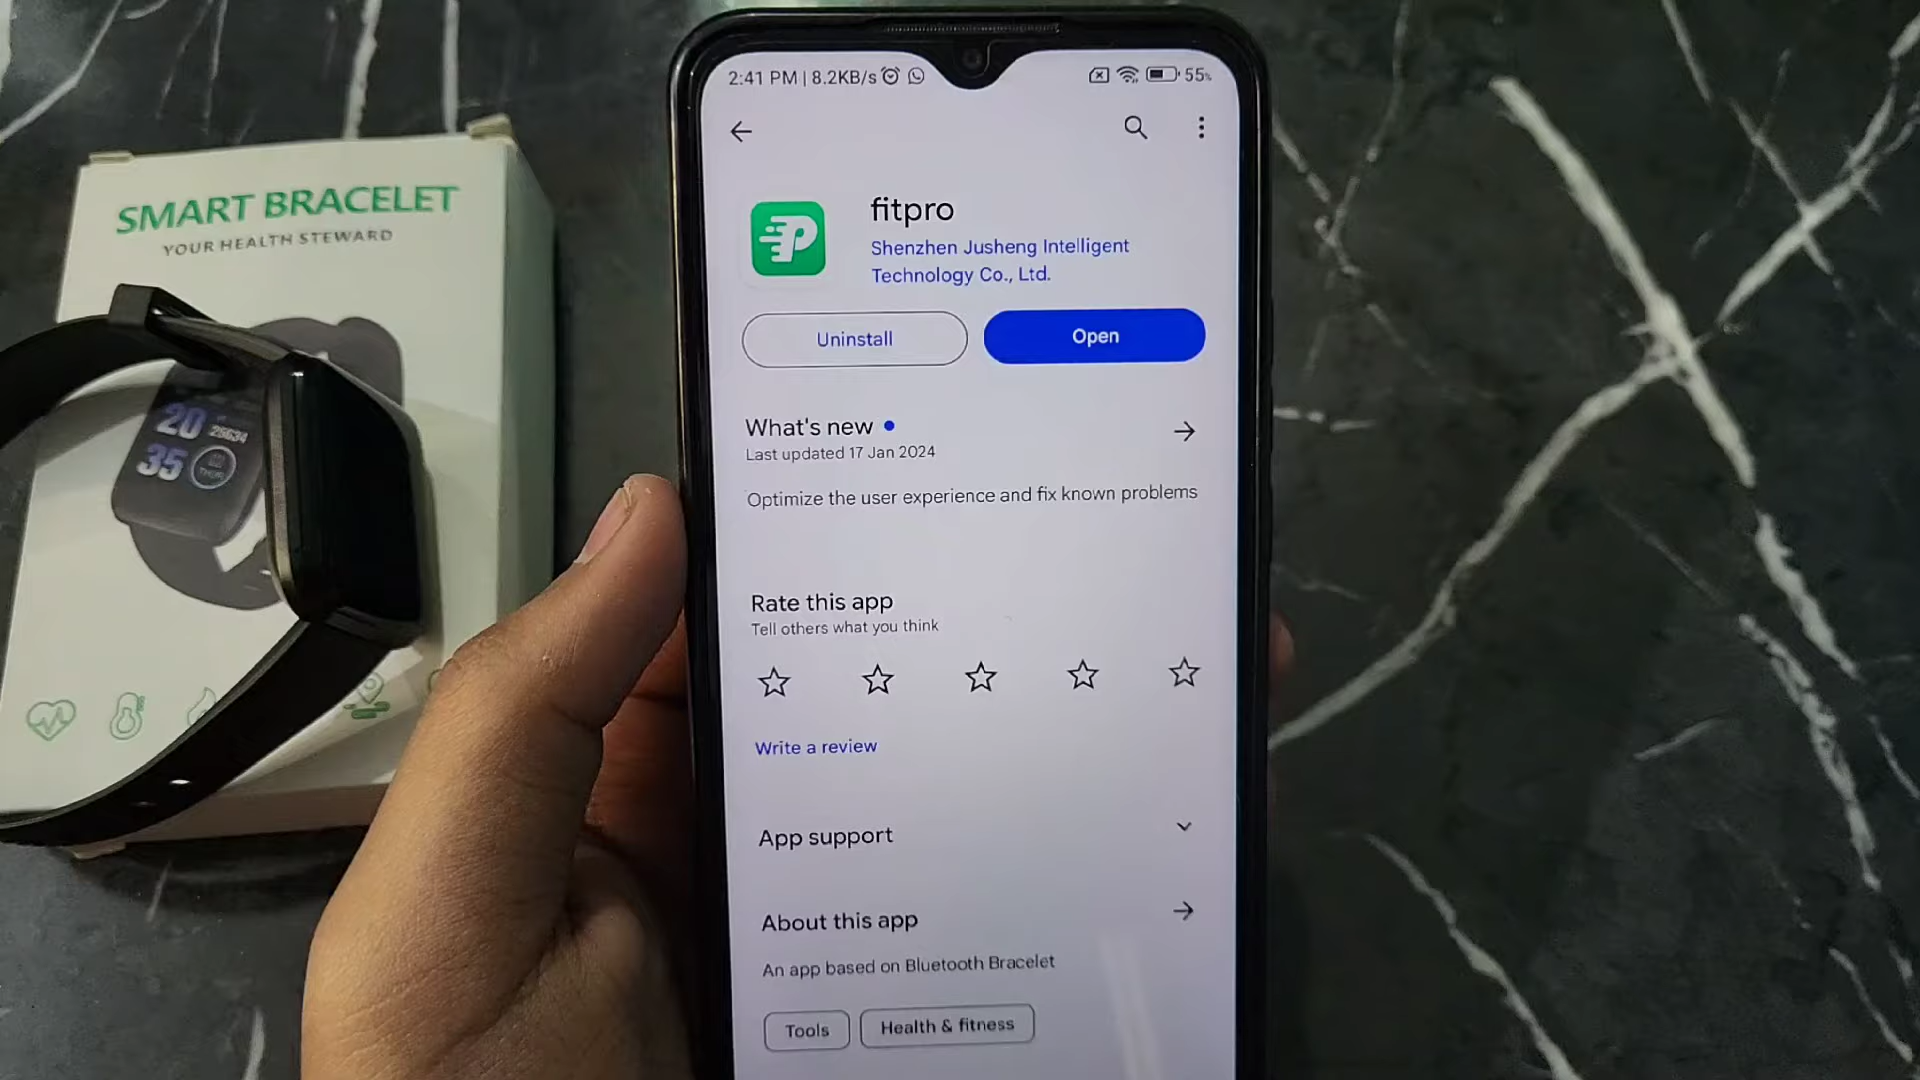 SMART BRACELET
YOUR HEALTH STEWARD
20 25634
35 THUR
2:41 PM | 8.2KB/s 55%
fitpro
Shenzhen Jusheng Intelligent
Technology Co., Ltd.
Uninstall
Open
What's new
Last updated 17 Jan 2024
Optimize the user experience and fix known problems
Rate this app
Tell others what you think
Write a review
App support
About this app
An app based on Bluetooth Bracelet
Tools
Health & fitness